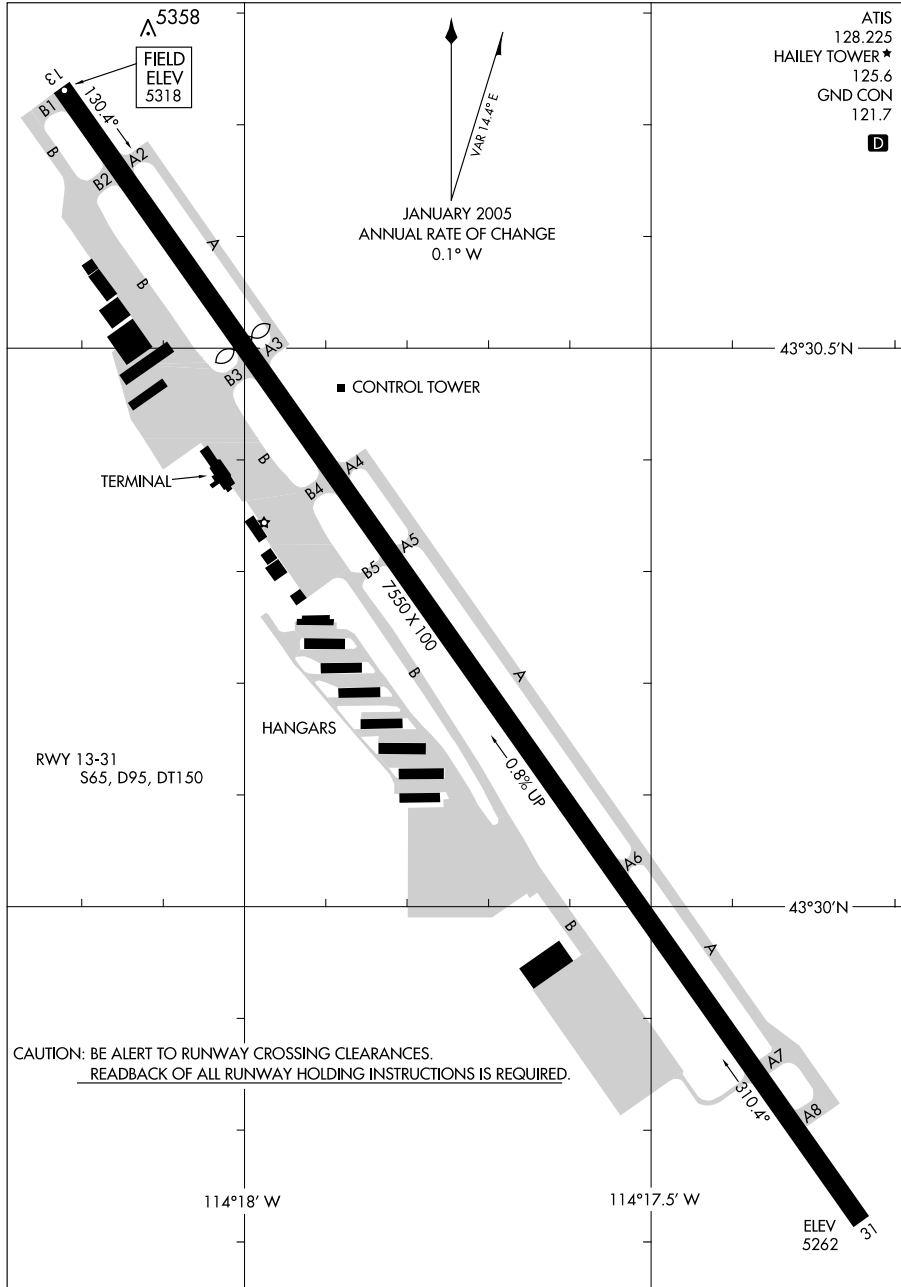 5358
FIELD
ELEV
5318
ATIS
128.225
HAILEY TOWER★
125.6
GND CON
121.7
D
VAR 14.4° E
JANUARY 2005
ANNUAL RATE OF CHANGE
0.1° W
13
130.4°
B1
B
A2
B2
A
B
A3
43°30.5'N
B3
CONTROL TOWER
B
A4
TERMINAL
B4
A5
B5
7550 X 100
B
A
HANGARS
RWY 13-31
S65, D95, DT150
0.8% UP
A6
43°30'N
B
A
CAUTION: BE ALERT TO RUNWAY CROSSING CLEARANCES.
READBACK OF ALL RUNWAY HOLDING INSTRUCTIONS IS REQUIRED.
A7
310.4°
A8
114°18' W
114°17.5' W
ELEV
5262
31